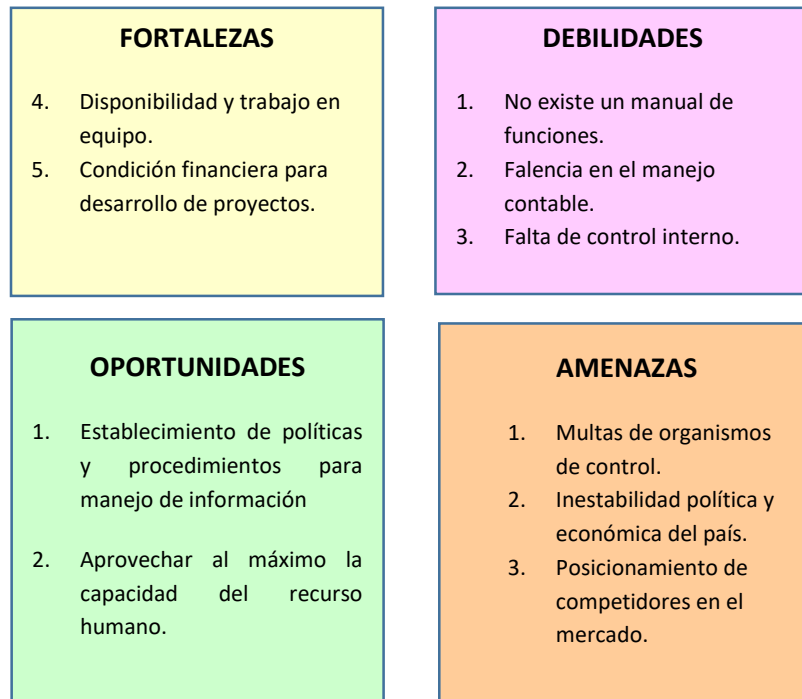 FORTALEZAS
4. Disponibilidad y trabajo en
equipo.
5. Condición financiera para
desarrollo de proyectos.
DEBILIDADES
1. No existe un manual de
funciones.
2. Falencia en el manejo
contable.
3. Falta de control interno.
OPORTUNIDADES
1. Establecimiento de políticas
y procedimientos para
manejo de información
2. Aprovechar al máximo la
capacidad del recurso
humano.
AMENAZAS
1. Multas de organismos
de control.
2. Inestabilidad política y
económica del país.
3. Posicionamiento de
competidores en el
mercado.